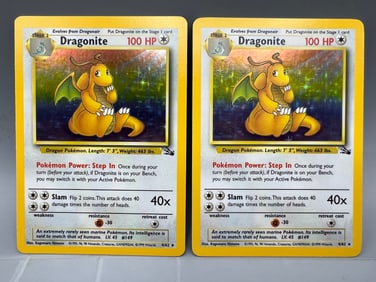 Stage 2 Evolves from Dragonair Put Dragonite on the Stage 1 card
Dragonite 100 HP
Dragon Pokémon. Length: 7' 3", Weight: 463 lbs.
Pokémon Power: Step In Once during your
turn (before your attack), if Dragonite is on your Bench,
you may switch it with your Active Pokémon.
Slam Flip 2 coins. This attack does 40
damage times the number of heads. 40x
weakness resistance retreat cost
-30
An extremely rarely seen marine Pokémon. Its intelligence is
said to match that of humans. LV. 45 #149
4/62
Stage 2 Evolves from Dragonair Put Dragonite on the Stage 1 card
Dragonite 100 HP
Dragon Pokémon. Length: 7' 3", Weight: 463 lbs.
Pokémon Power: Step In Once during your
turn (before your attack), if Dragonite is on your Bench,
you may switch it with your Active Pokémon.
Slam Flip 2 coins. This attack does 40
damage times the number of heads. 40x
weakness resistance retreat cost
-30
An extremely rarely seen marine Pokémon. Its intelligence is
said to match that of humans. LV. 45 #149
4/62